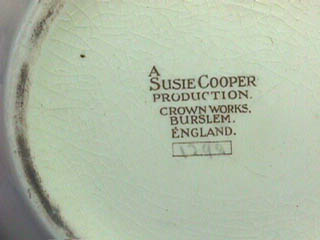 A
SUSIE COOPER
PRODUCTION.
CROWN WORKS.
BURSLEM.
ENGLAND.